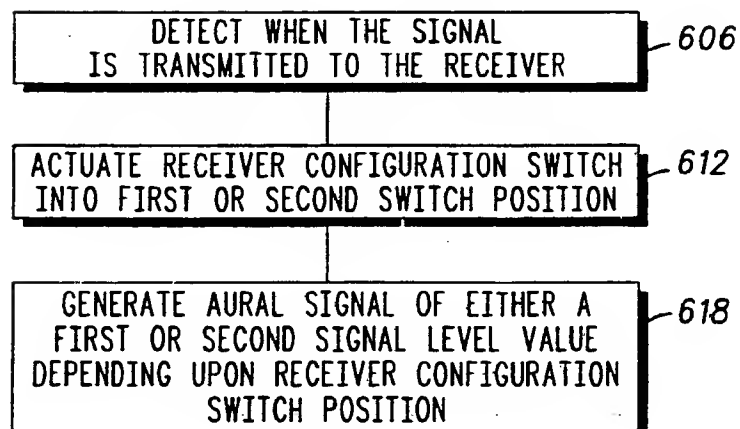 DETECT WHEN THE SIGNAL
IS TRANSMITTED TO THE RECEIVER
606
ACTUATE RECEIVER CONFIGURATION SWITCH
INTO FIRST OR SECOND SWITCH POSITION
612
GENERATE AURAL SIGNAL OF EITHER A
FIRST OR SECOND SIGNAL LEVEL VALUE
DEPENDING UPON RECEIVER CONFIGURATION
SWITCH POSITION
618